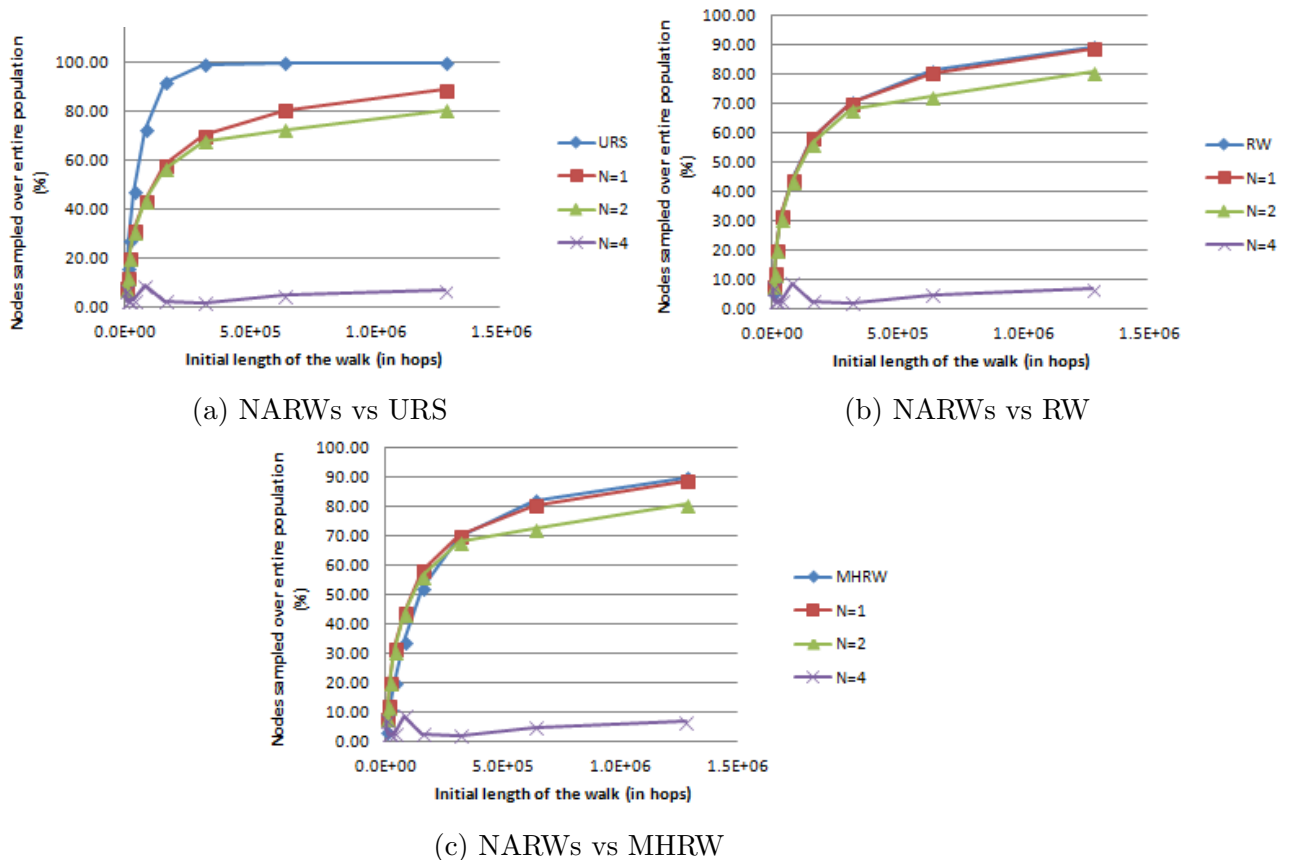 Nodes sampled over entire population
(%)
100.00
80.00
60.00
40.00
20.00
0.00
0.0E+00
5.0E+05
1.0E+06
1.5E+06
Initial length of the walk (in hops)
URS
N=1
N=2
N=4
(a) NARWs vs URS
Nodes sampled over entire population
(%)
100.00
90.00
80.00
70.00
60.00
50.00
40.00
30.00
20.00
10.00
0.00
0.0E+00
5.0E+05
1.0E+06
1.5E+06
Initial length of the walk (in hops)
RW
N=1
N=2
N=4
(b) NARWs vs RW
Nodes sampled over entire population
(%)
100.00
90.00
80.00
70.00
60.00
50.00
40.00
30.00
20.00
10.00
0.00
0.0E+00
5.0E+05
1.0E+06
1.5E+06
Initial length of the walk (in hops)
MHRW
N=1
N=2
N=4
(c) NARWs vs MHRW